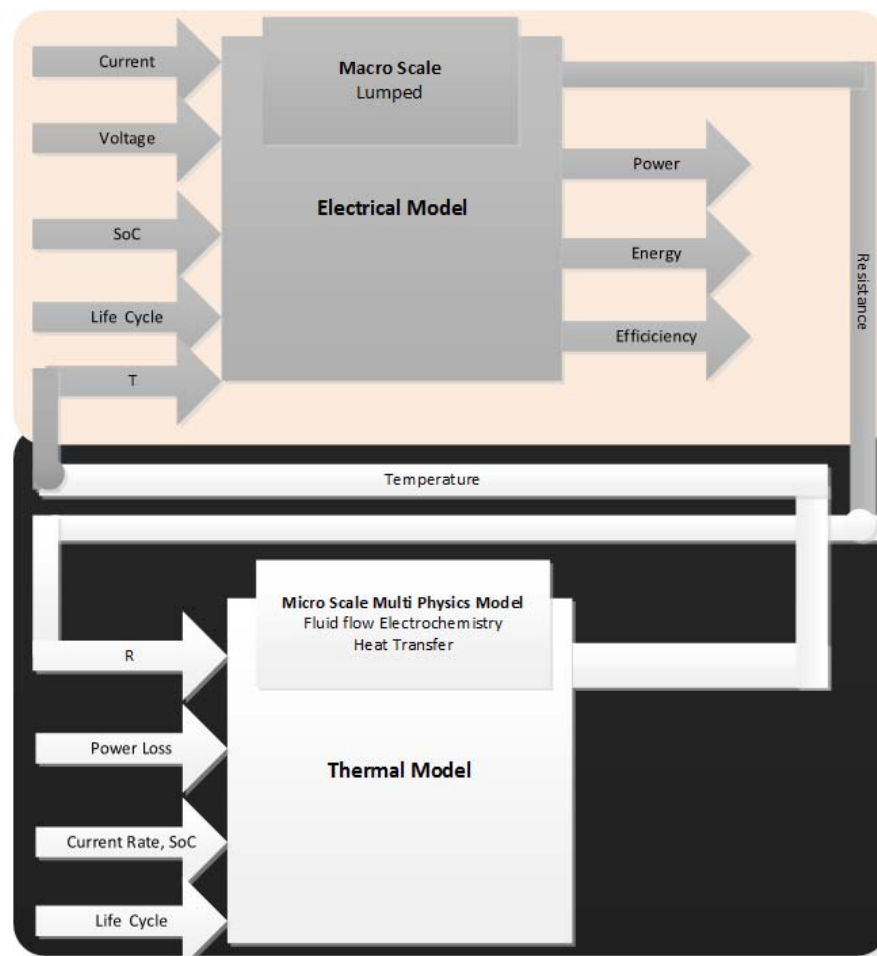 Current
Macro Scale
Lumped
Voltage
Power
Electrical Model
SoC
Energy
Resistance
Life Cycle
Efficiciency
T
Temperature
Micro Scale Multi Physics Model
Fluid flow Electrochemistry
Heat Transfer
R
Power Loss
Thermal Model
Current Rate, SoC
Life Cycle